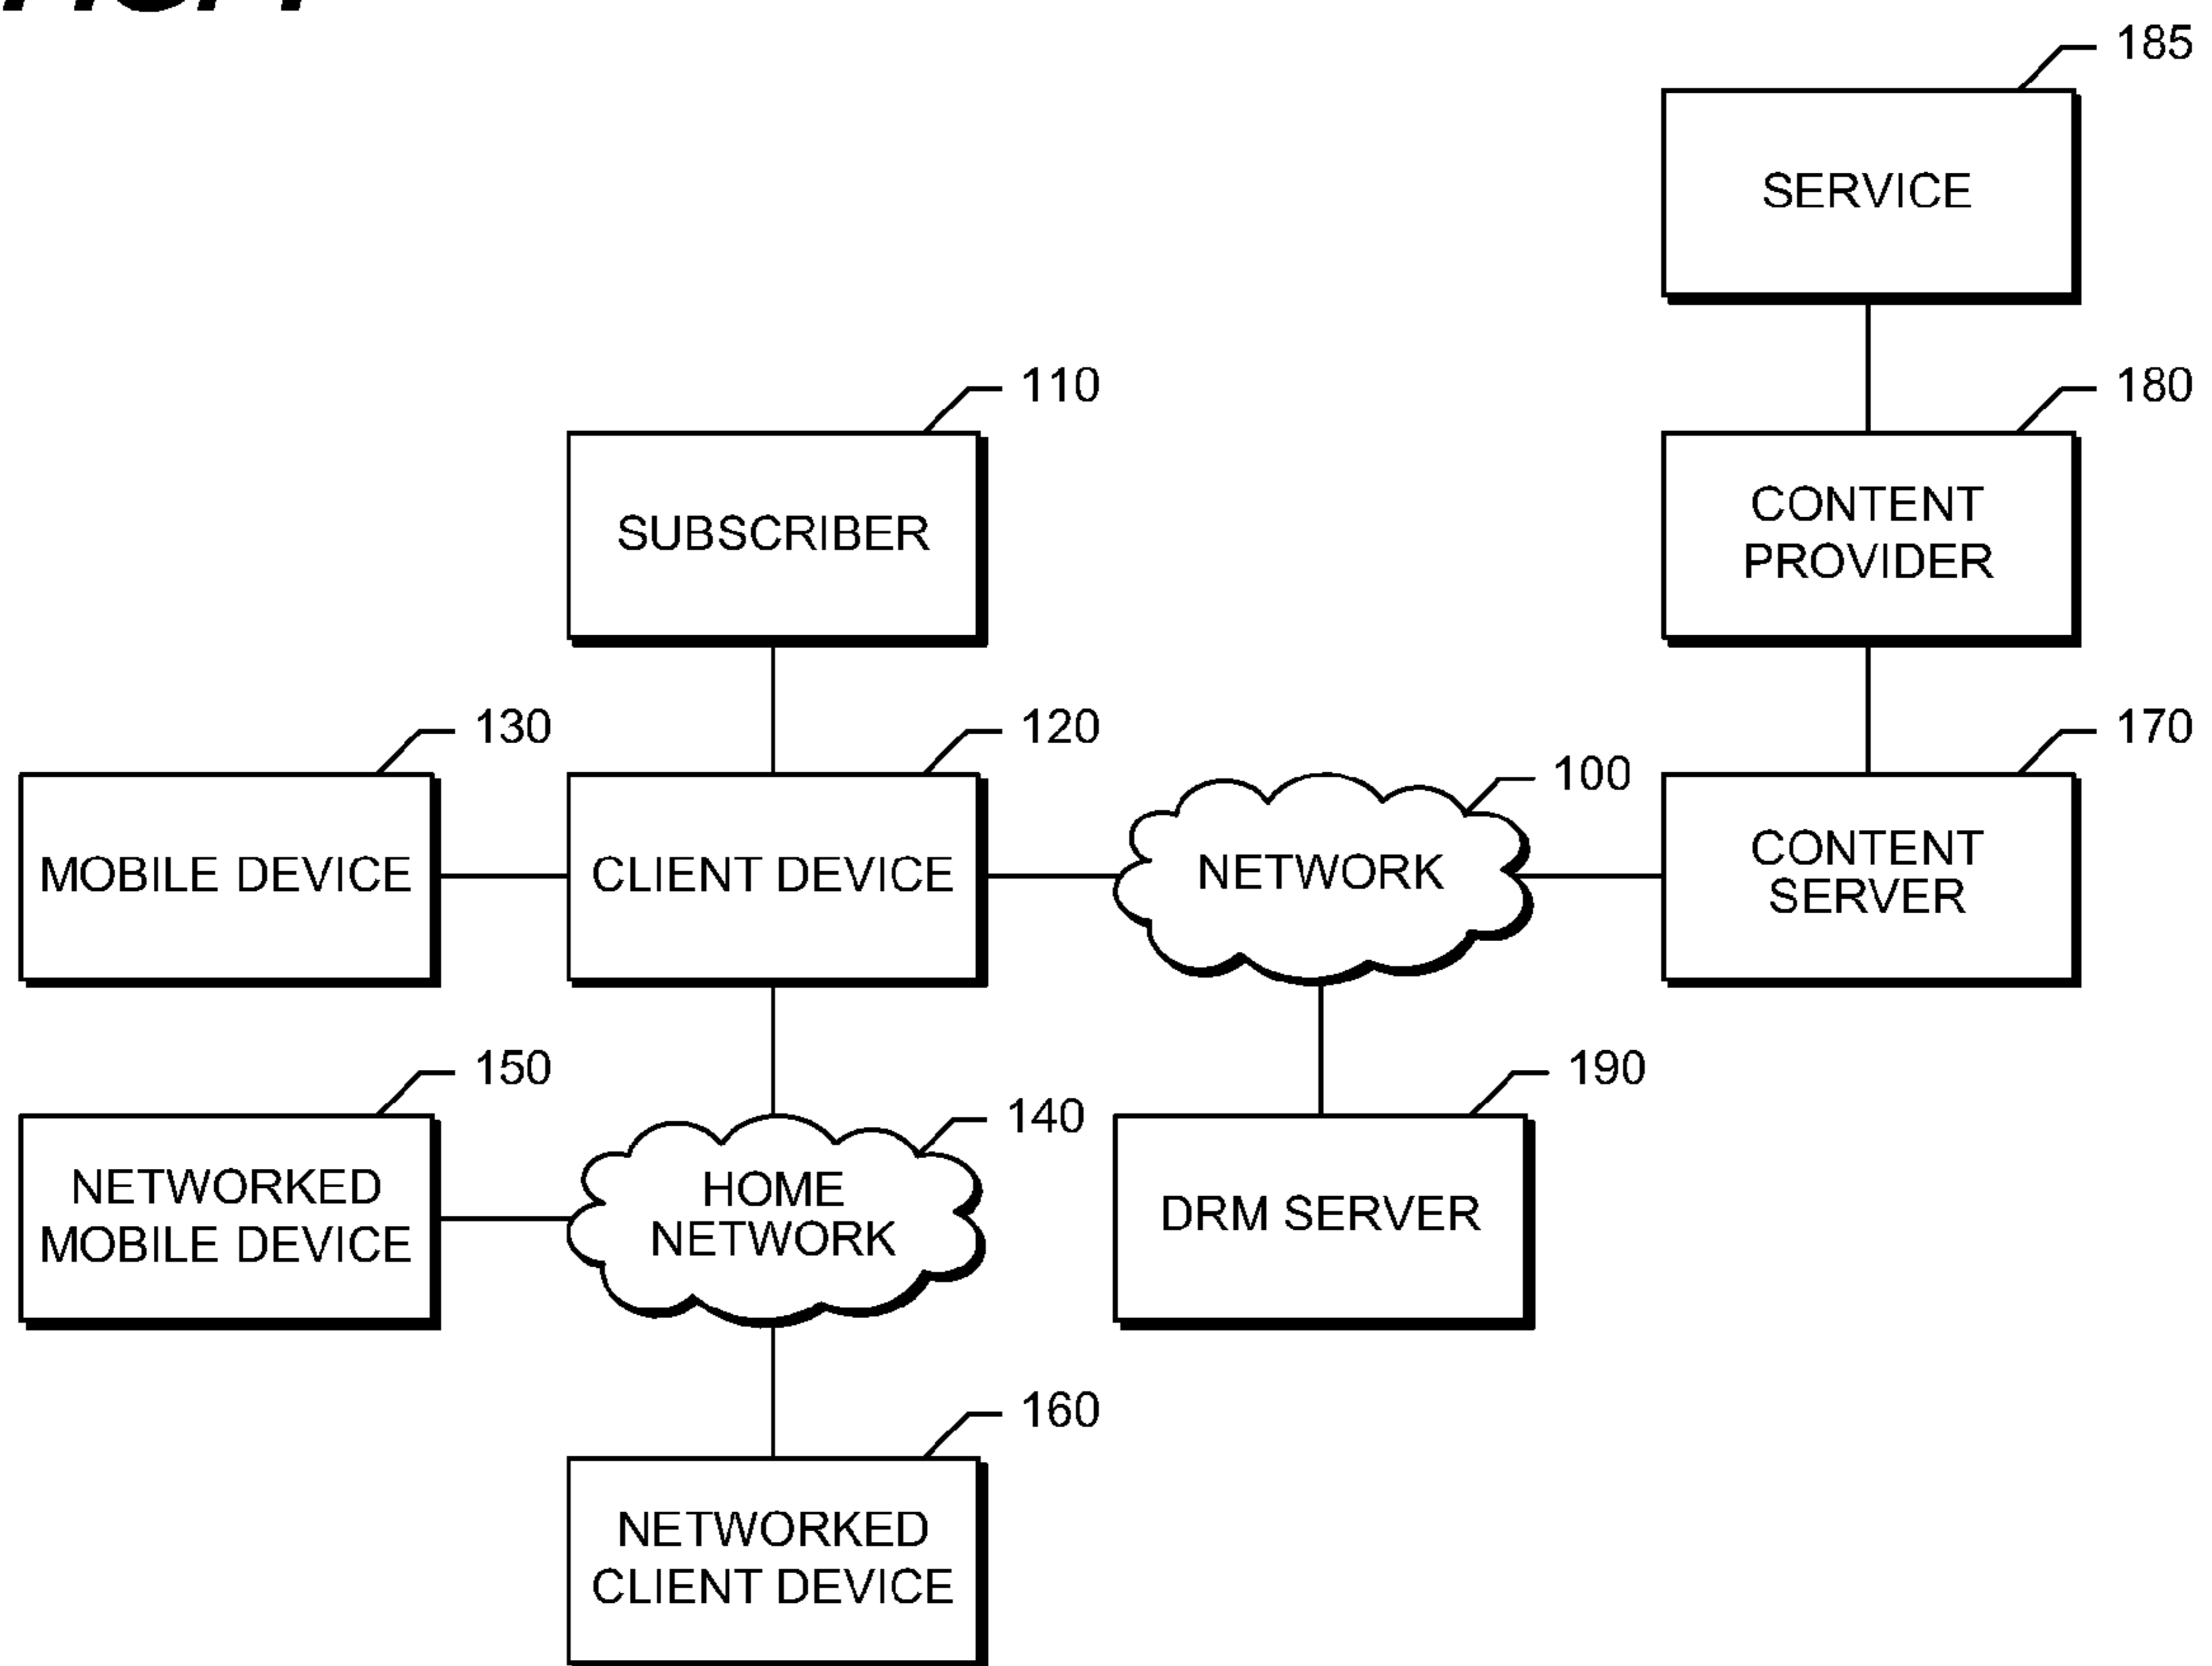 185
SERVICE
110
180
SUBSCRIBER
CONTENT
PROVIDER
130
120
100
170
MOBILE DEVICE
CLIENT DEVICE
NETWORK
CONTENT
SERVER
150
140
190
NETWORKED
MOBILE DEVICE
HOME
NETWORK
DRM SERVER
160
NETWORKED
CLIENT DEVICE